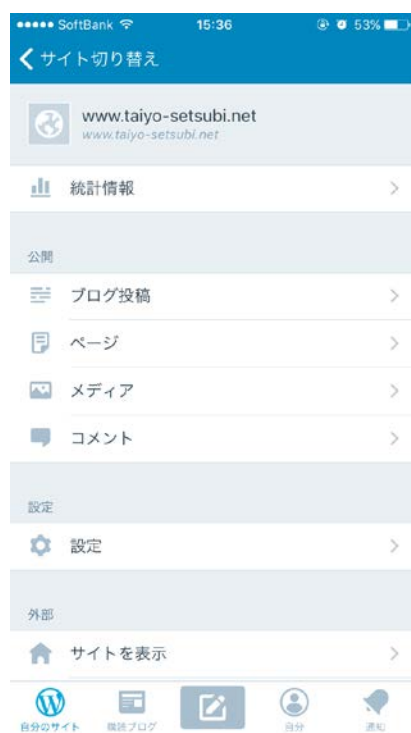 SoftBank 15:36 53%
サイト切り替え
www.taiyo-setsubi.net
www.taiyo-setsubi.net
統計情報
公開
ブログ投稿
ページ
メディア
コメント
設定
設定
外部
サイトを表示
自分のサイト 購読ブログ 自分 通知